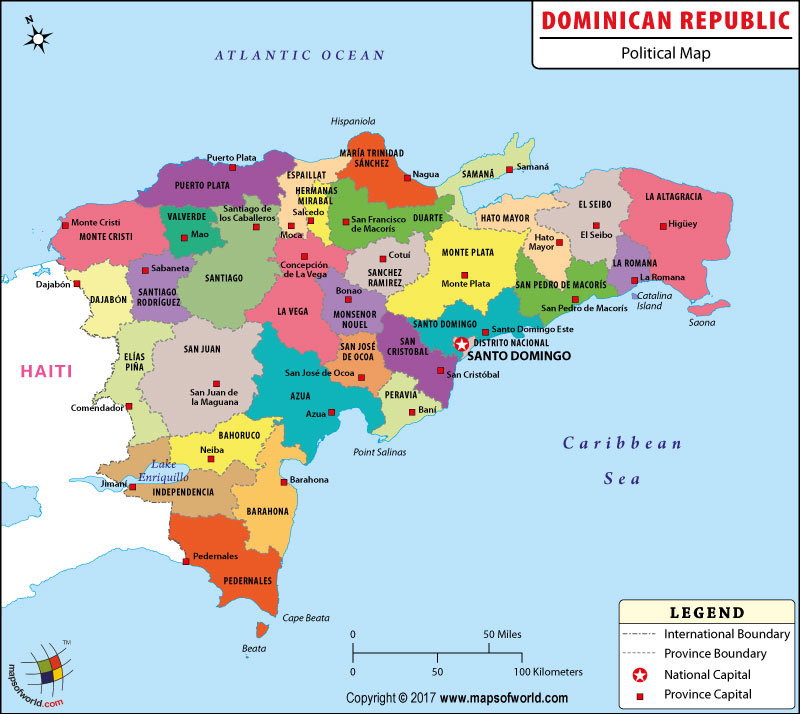 DOMINICAN REPUBLIC
Political Map
N
ATLANTIC OCEAN
Hispaniola
Puerto Plata
PUERTO PLATA
MARÍA TRINIDAD
SÁNCHEZ
Nagua
ESPAILLAT
HERMANAS
MIRABAL
Salcedo
SAMANÁ
Samaná
Monte Cristi
MONTE CRISTI
VALVERDE
Mao
Santiago de
los Caballeros
Moca
San Francisco
de Macorís
DUARTE
HATO MAYOR
Hato
Mayor
EL SEIBO
El Seibo
LA ALTAGRACIA
Higüey
Dajabón
DAJABÓN
Sabaneta
SANTIAGO
RODRÍGUEZ
SANTIAGO
Concepción
de La Vega
LA VEGA
Cotuí
SANCHEZ
RAMIREZ
MONTE PLATA
Monte Plata
LA ROMANA
La Romana
Catalina
Island
Saona
SAN PEDRO DE MACORÍS
San Pedro de Macorís
Bonao
MONSENOR
NOUEL
SANTO DOMINGO
Santo Domingo Este
DISTRITO NACIONAL
SANTO DOMINGO
HAITI
ELÍAS
PIÑA
Comendador
SAN JUAN
San Juan de
la Maguana
SAN JOSÉ
DE OCOA
San José de Ocoa
SAN
CRISTOBAL
San Cristóbal
AZUA
Azua
PERAVIA
Baní
Point Salinas
BAHORUCO
Neiba
Lake
Enriquillo
Jimaní
INDEPENDENCIA
Barahona
BARAHONA
Pedernales
PEDERNALES
Cape Beata
Beata
Caribbean
Sea
0 50 Miles
0 100 Kilometers
LEGEND
International Boundary
Province Boundary
National Capital
Province Capital
TM
mapsofworld.com
Copyright © 2017 www.mapsofworld.com